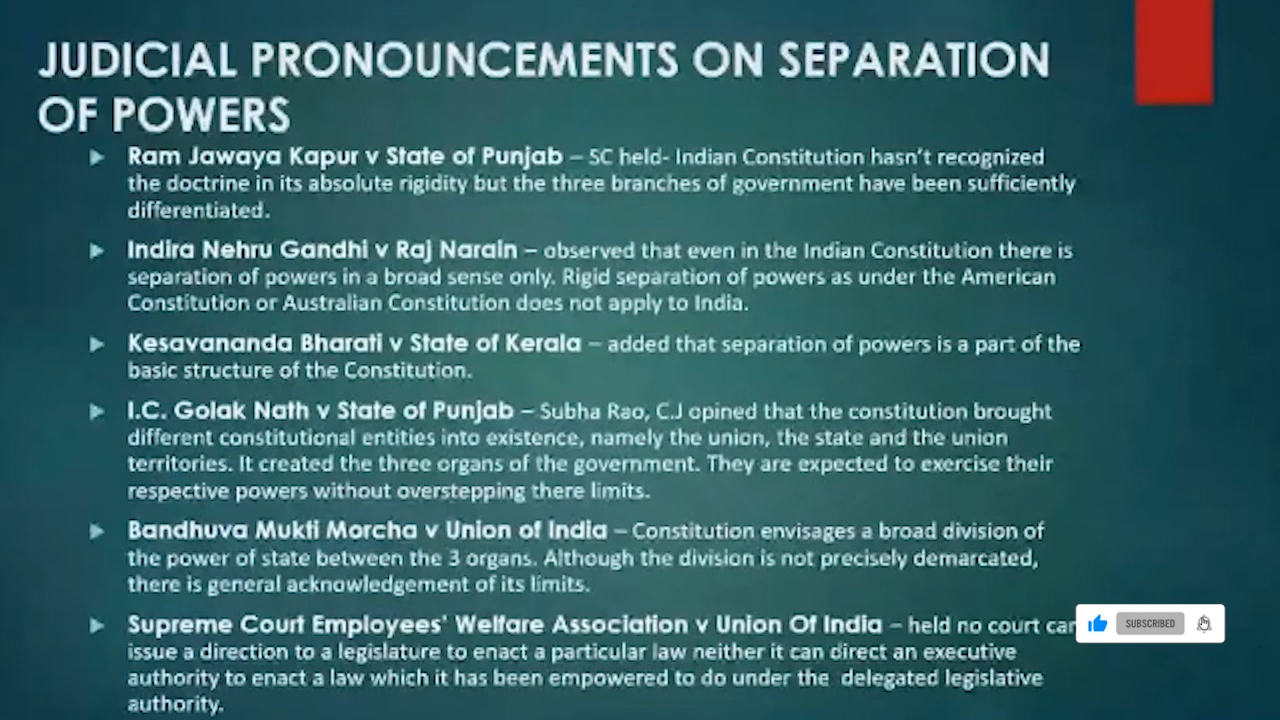 JUDICIAL PRONOUNCEMENTS ON SEPARATION
OF POWERS
Ram Jawaya Kapur v State of Punjab – SC held- Indian Constitution hasn't recognized
the doctrine in its absolute rigidity but the three branches of government have been sufficiently
differentiated.
Indira Nehru Gandhi v Raj Narain – observed that even in the Indian Constitution there is
separation of powers in a broad sense only. Rigid separation of powers as under the American
Constitution or Australian Constitution does not apply to India.
Kesavananda Bharati v State of Kerala – added that separation of powers is a part of the
basic structure of the Constitution.
I.C. Golak Nath v State of Punjab – Subha Rao, C.J opined that the constitution brought
different constitutional entities into existence, namely the union, the state and the union
territories. It created the three organs of the government. They are expected to exercise their
respective powers without overstepping there limits.
Bandhuva Mukti Morcha v Union of India – Constitution envisages a broad division of
the power of state between the 3 organs. Although the division is not precisely demarcated,
there is general acknowledgement of its limits.
Supreme Court Employees' Welfare Association v Union Of India – held no court can
issue a direction to a legislature to enact a particular law neither it can direct an executive
authority to enact a law which it has been empowered to do under the delegated legislative
authority.
SUBSCRIBED